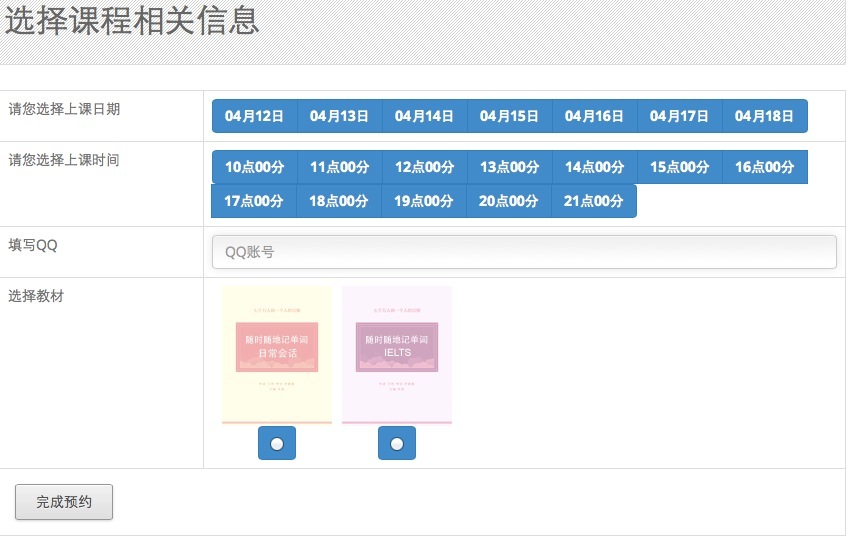 选择课程相关信息
请您选择上课日期
04月12日 04月13日 04月14日 04月15日 04月16日 04月17日 04月18日
请您选择上课时间
10点00分 11点00分 12点00分 13点00分 14点00分 15点00分 16点00分
17点00分 18点00分 19点00分 20点00分 21点00分
填写QQ
QQ账号
选择教材
随时随地记单词
日常会话
随时随地记单词
IELTS
完成预约